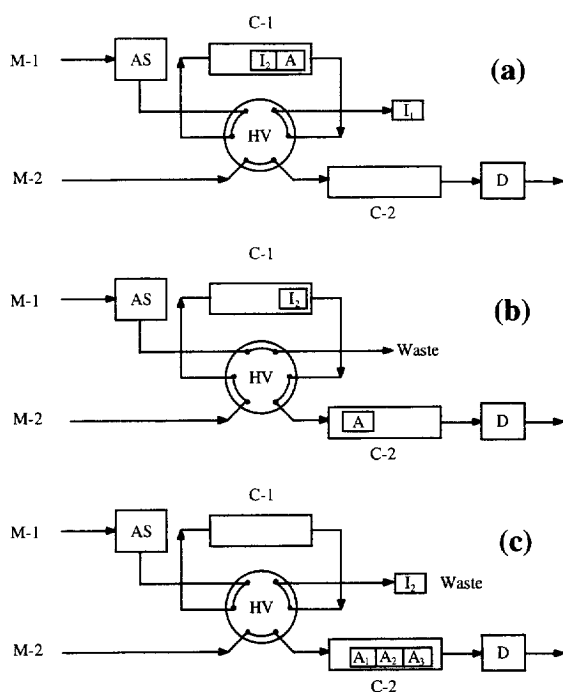 C-1
M-1 AS I₂ A (a)
HV I₁
M-2 D
C-2
C-1
M-1 AS I₂ (b)
HV Waste
M-2 A D
C-2
C-1
M-1 AS (c)
HV I₂ Waste
M-2 A₁ A₂ A₃ D
C-2